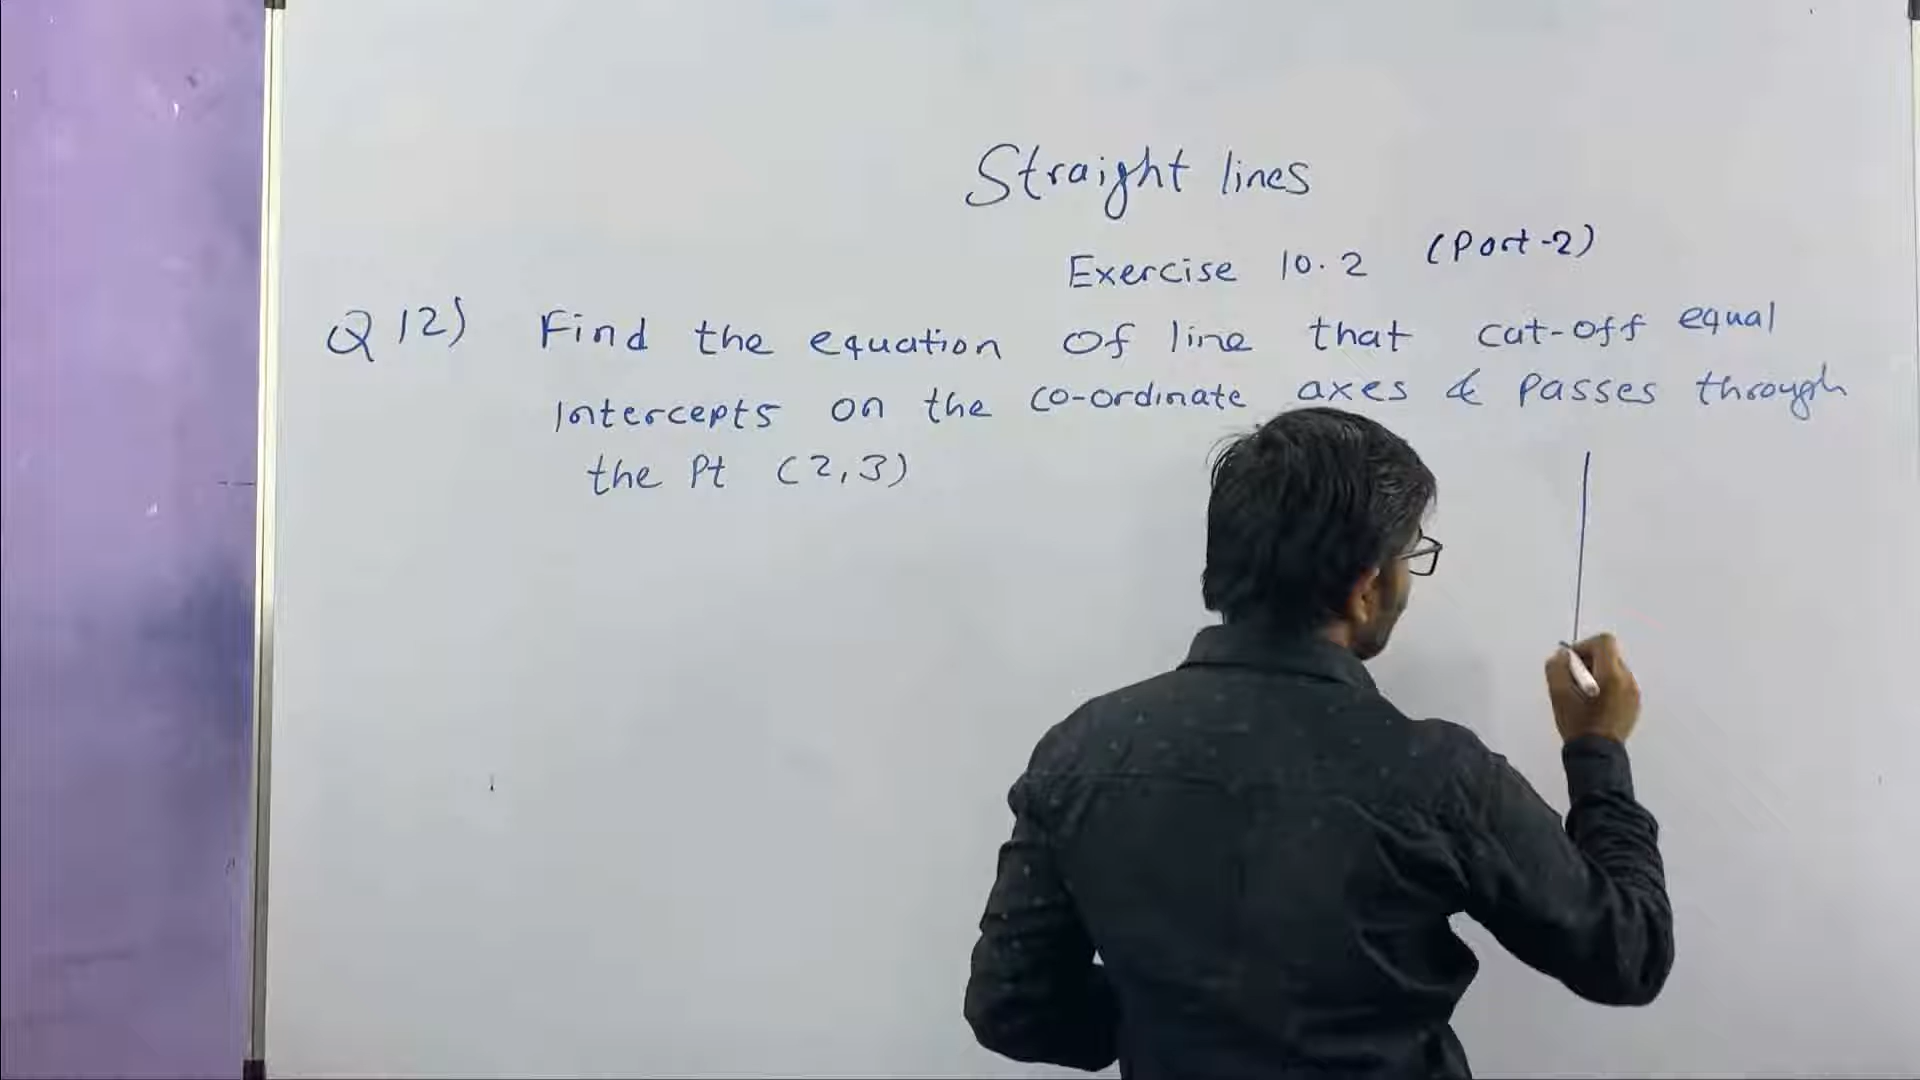 Straight lines
Exercise 10.2 (Part-2)
Q 12) Find the equation of line that cut-off equal
Intercepts on the co-ordinate axes & passes through
the Pt (2,3)